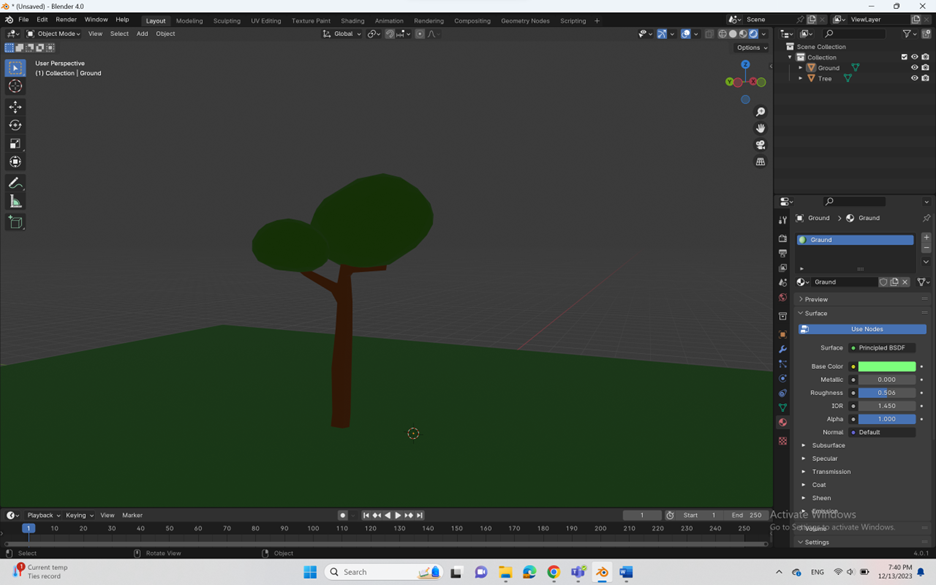 * (Unsaved) - Blender 4.0
File Edit Render Window Help Layout Modeling Sculpting UV Editing Texture Paint Shading Animation Rendering Compositing Geometry Nodes Scripting + Scene ViewLayer
Object Mode View Select Add Object Global
Options
User Perspective
(1) Collection | Ground
Z
Y
X
Scene Collection
Collection
Ground
Tree
Ground > Ground
Graund
Graund
Preview
Surface
Use Nodes
Surface Principled BSDF
Base Color
Metallic 0.000
Roughness 0.506
IOR 1.450
Alpha 1.000
Normal Default
Subsurface
Specular
Transmission
Coat
Sheen
Emission
Volume
Settings
Activate Windows
Go to Settings to activate Windows.
Playback Keying View Marker 1 Start 1 End 250
1 10 20 30 40 50 60 70 80 90 100 110 120 130 140 150 160 170 180 190 200 210 220 230 240 250
Select Rotate View Object 4.0.1
1 Current temp
Ties record
Search
ENG
7:40 PM
12/13/2023